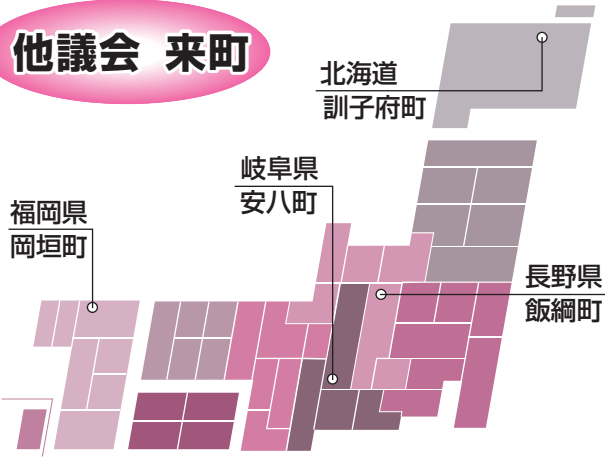 他議会 来町
北海道
訓子府町
岐阜県
安八町
福岡県
岡垣町
長野県
飯綱町